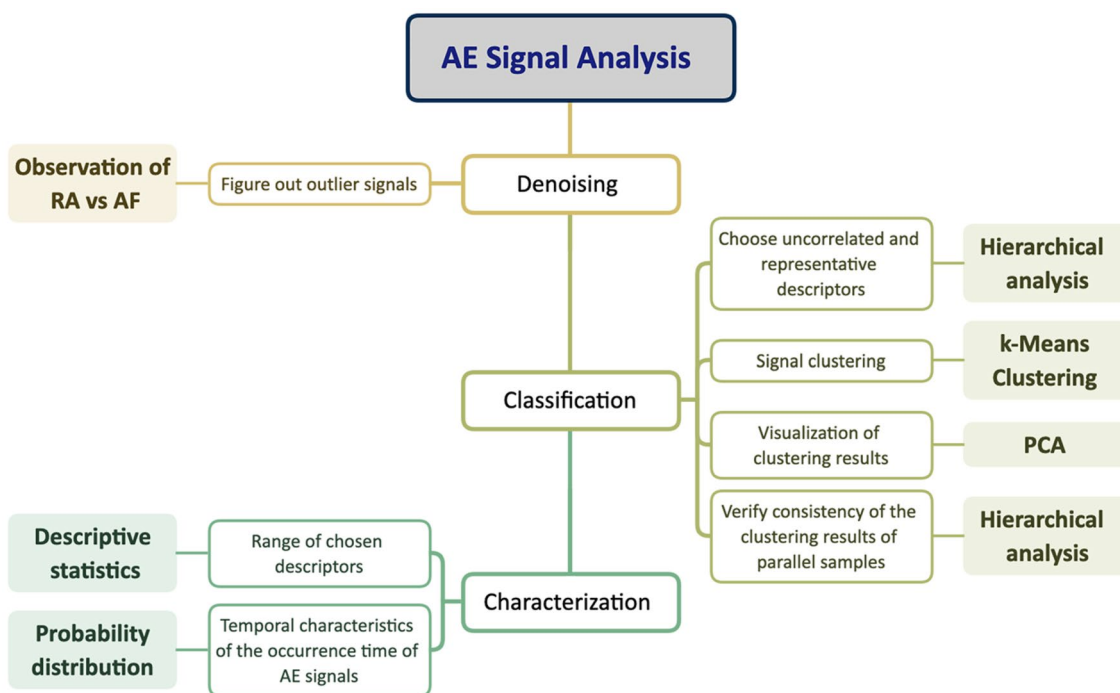 AE Signal Analysis
Observation of
RA vs AF
Figure out outlier signals
Denoising
Choose uncorrelated and
representative
descriptors
Hierarchical
analysis
Signal clustering
k-Means
Clustering
Classification
Visualization of
clustering results
PCA
Verify consistency of the
clustering results of
parallel samples
Hierarchical
analysis
Descriptive
statistics
Range of chosen
descriptors
Characterization
Probability
distribution
Temporal characteristics
of the occurrence time of
AE signals